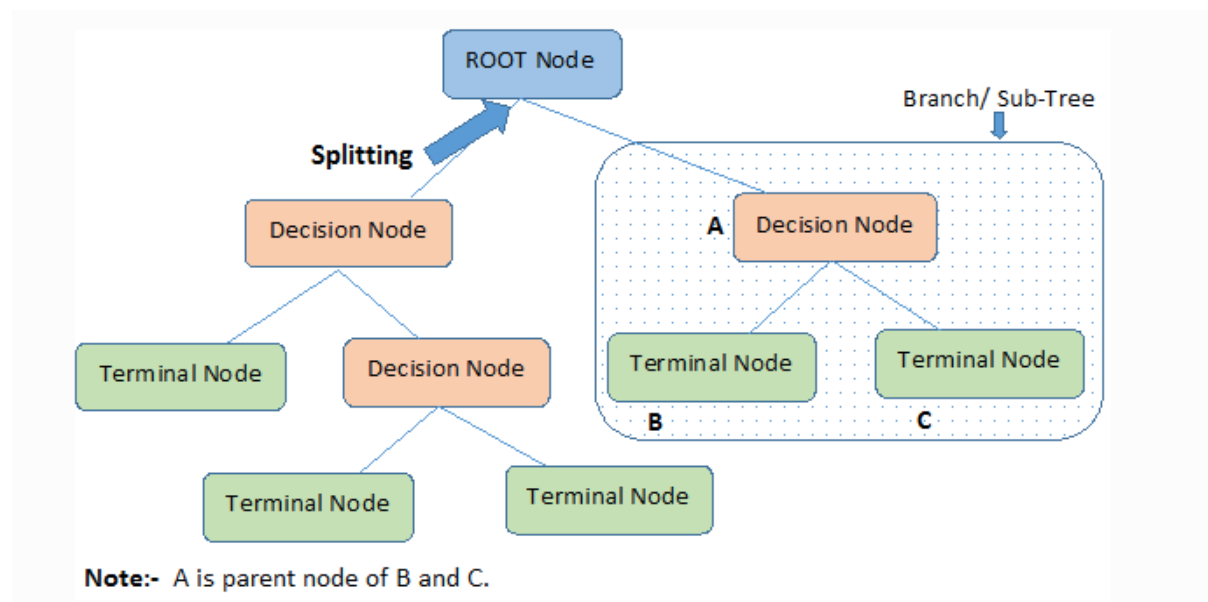 ROOT Node
Branch/ Sub-Tree
Splitting
Decision Node
A
Decision Node
Terminal Node
Decision Node
Terminal Node
Terminal Node
B
C
Terminal Node
Terminal Node
Note:- A is parent node of B and C.